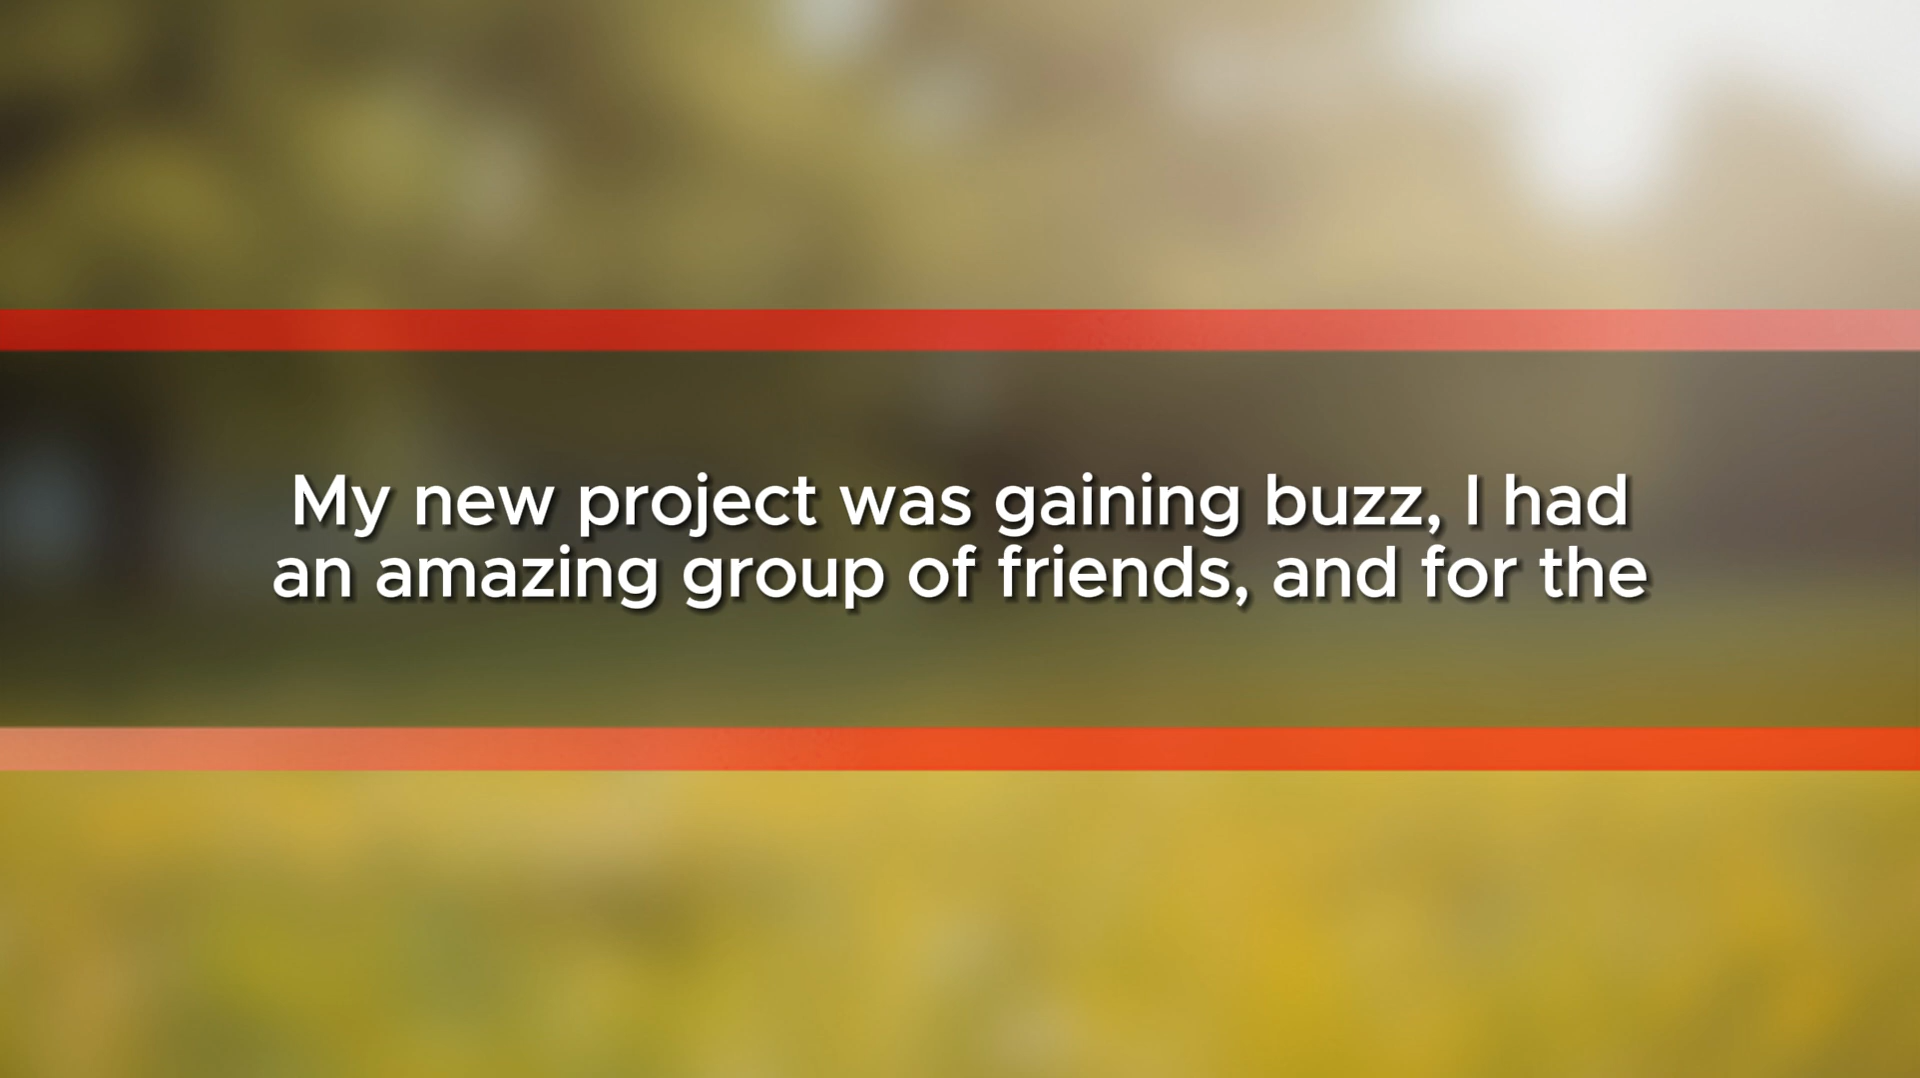 My new project was gaining buzz, I had
an amazing group of friends, and for the